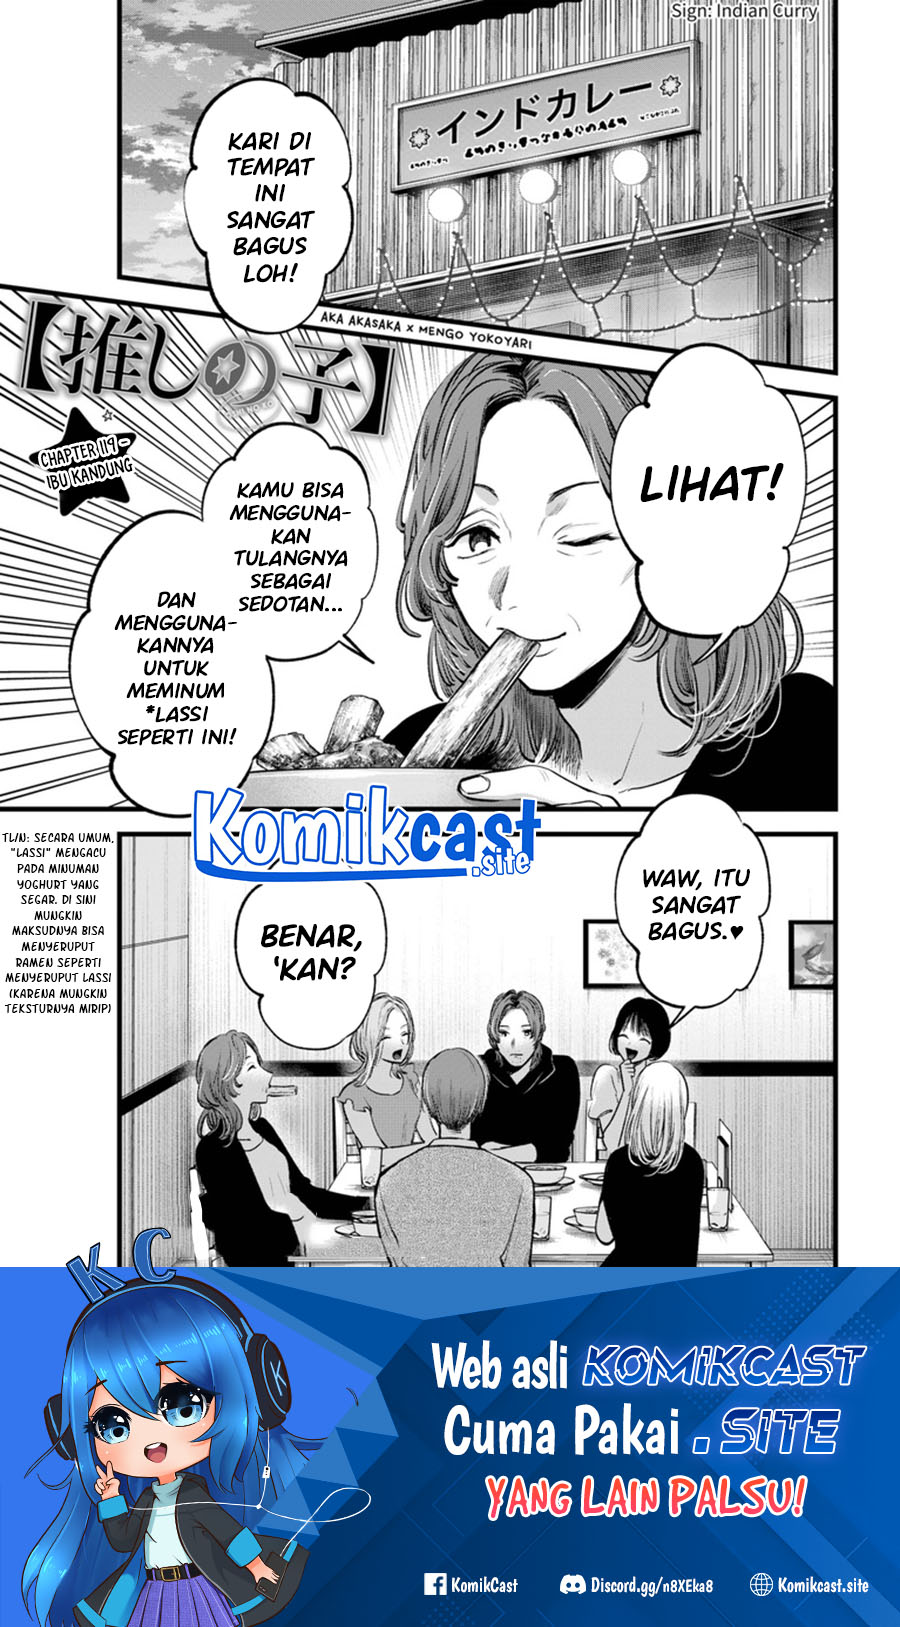 Sign: Indian Curry
インドカレー
KARI DI
TEMPAT
INI
SANGAT
BAGUS
LOH!
AKA AKASAKA x MENGO YOKOYARI
【推しの子】
CHAPTER 119 -
IBU KANDUNG
LIHAT!
KAMU BISA
MENGGUNA-
KAN
TULANGNYA
SEBAGAI
SEDOTAN...
DAN
MENGGUNA-
KANNYA
UNTUK
MEMINUM
*LASSI
SEPERTI INI!
Komikcast
.site
TL/N: SECARA UMUM,
"LASSI" MENGACU
PADA MINUMAN
YOGHURT YANG
SEGAR. DI SINI
MUNGKIN
MAKSUDNYA BISA
MENYERUPUT
RAMEN SEPERTI
MENYERUPUT LASSI
(KARENA MUNGKIN
TEKSTURNYA MIRIP)
WAW, ITU
SANGAT
BAGUS.♥
BENAR,
'KAN?
KC
K
Web asli KOMIKCAST
Cuma Pakai .SITE
YANG LAIN PALSU!
KomikCast
Discord.gg/n8XEka8
Komikcast.site